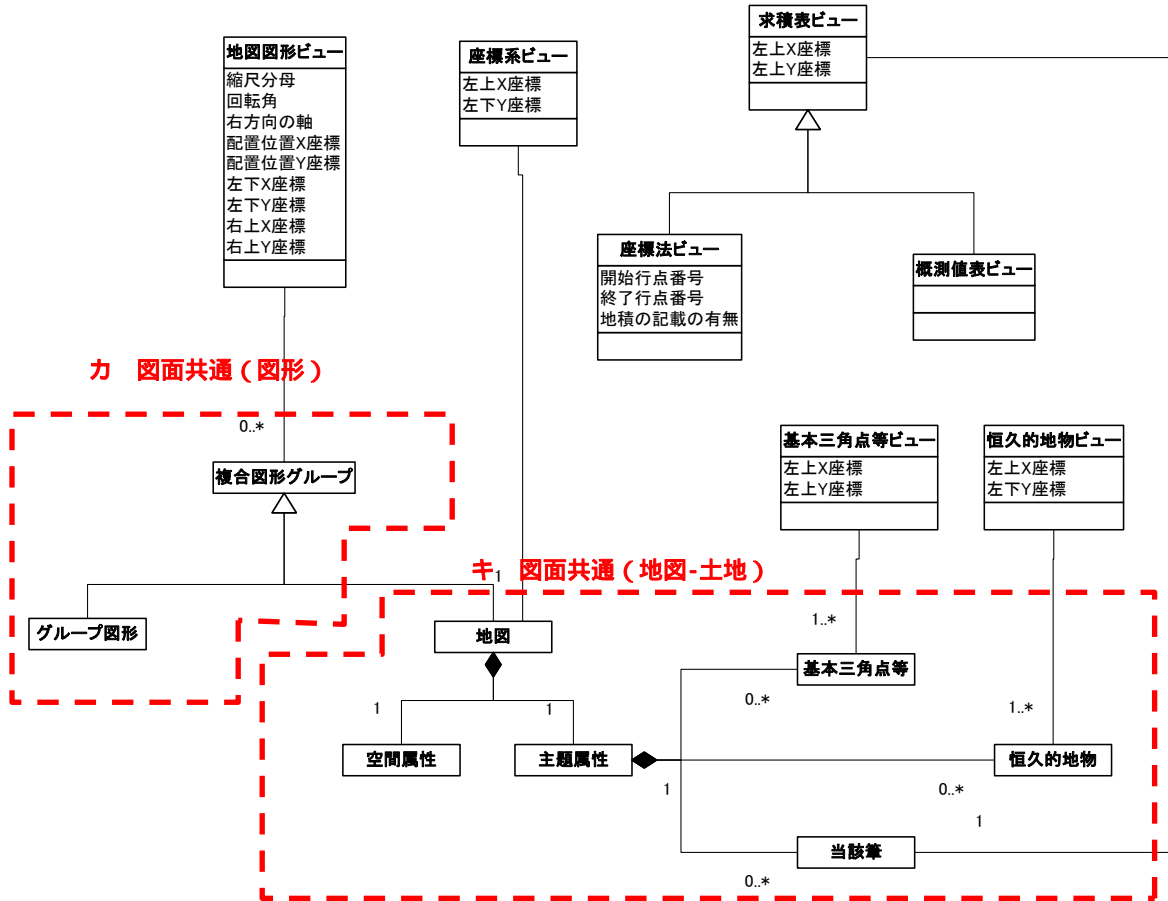 求積表ビュー
左上X座標
左上Y座標
地図図形ビュー
縮尺分母
回転角
右方向の軸
配置位置X座標
配置位置Y座標
左下X座標
左下Y座標
右上X座標
右上Y座標
座標系ビュー
左上X座標
左下Y座標
座標法ビュー
開始行点番号
終了行点番号
地積の記載の有無
概測値表ビュー
カ　図面共通（図形）
0..*
複合図形グループ
基本三角点等ビュー
左上X座標
左上Y座標
恒久的地物ビュー
左上X座標
左下Y座標
キ　図面共通（地図-土地）
1
グループ図形
地図
1..*
基本三角点等
0..*
1
1
1..*
空間属性
主題属性
恒久的地物
1
0..*
1
当該筆
0..*